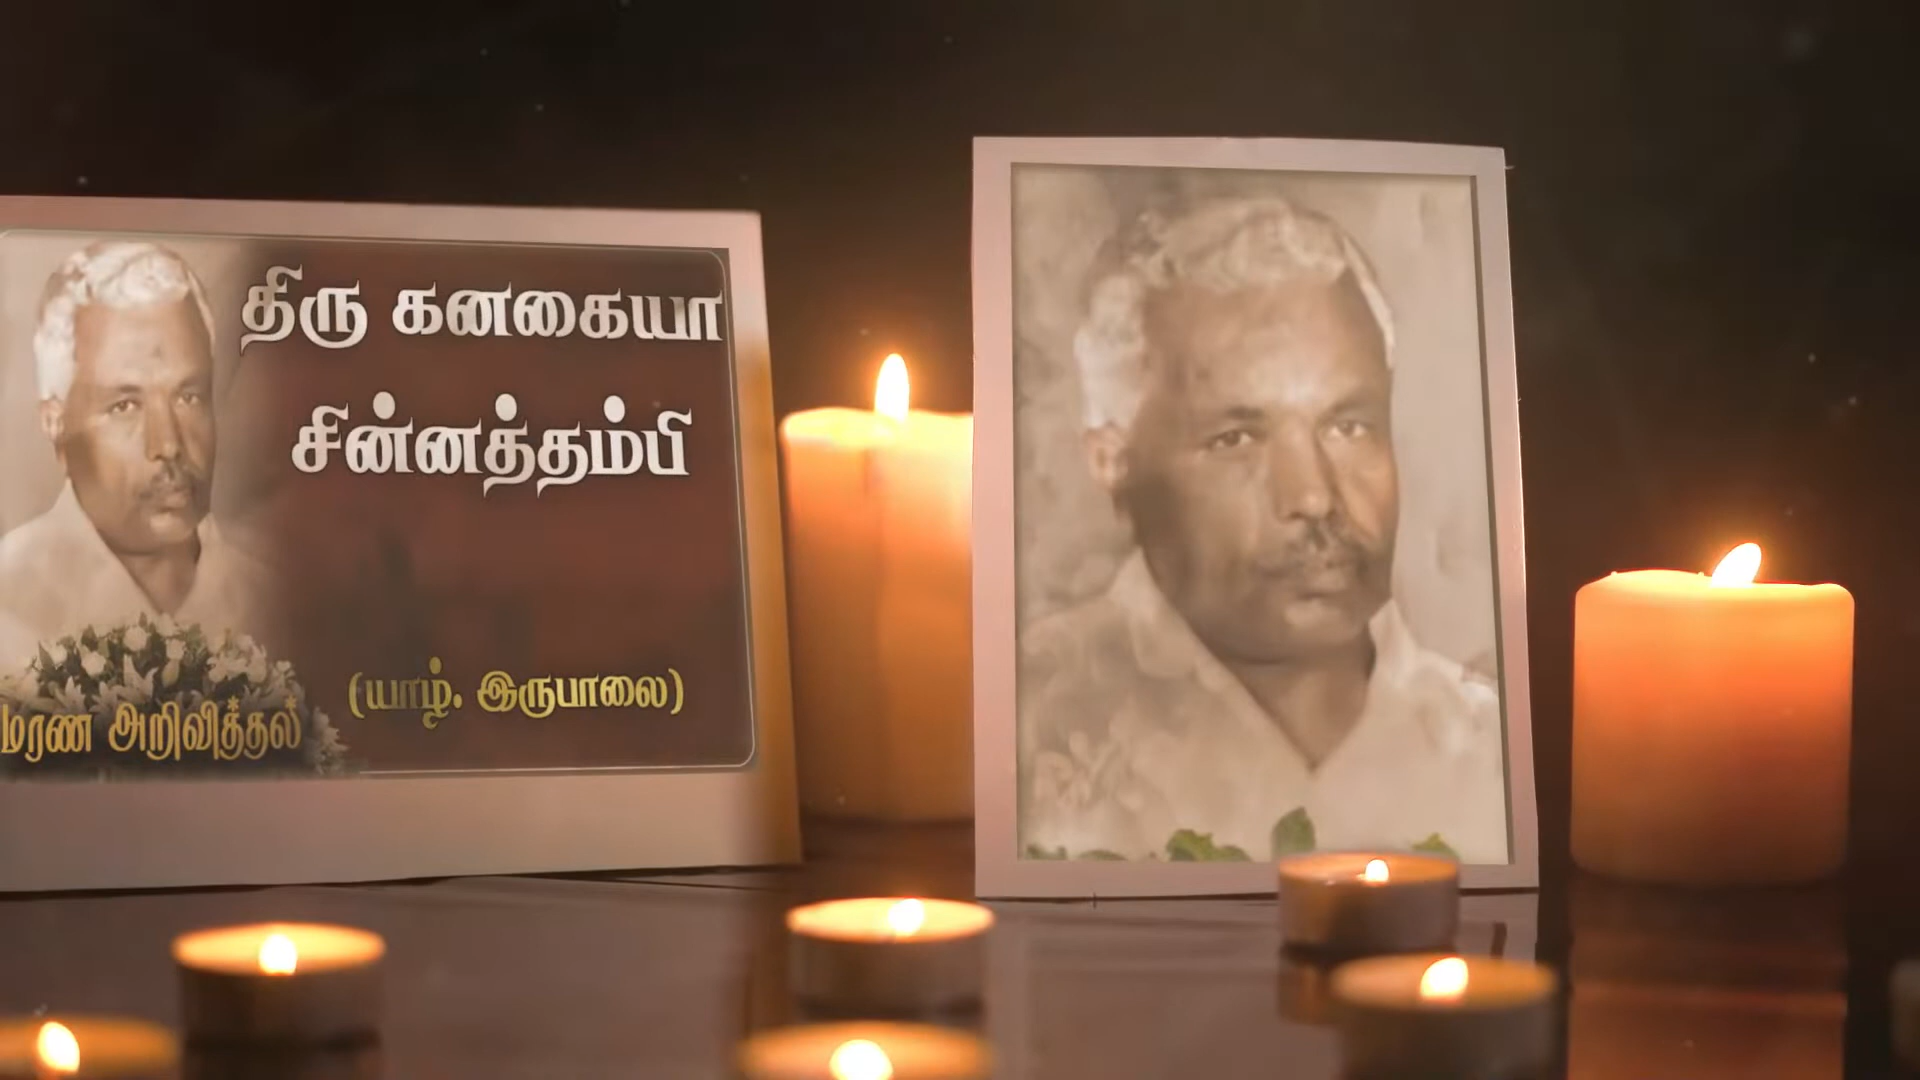 திரு கனகையா
சின்னத்தம்பி
(யாழ். இருபாலை)
மரண அறிவித்தல்